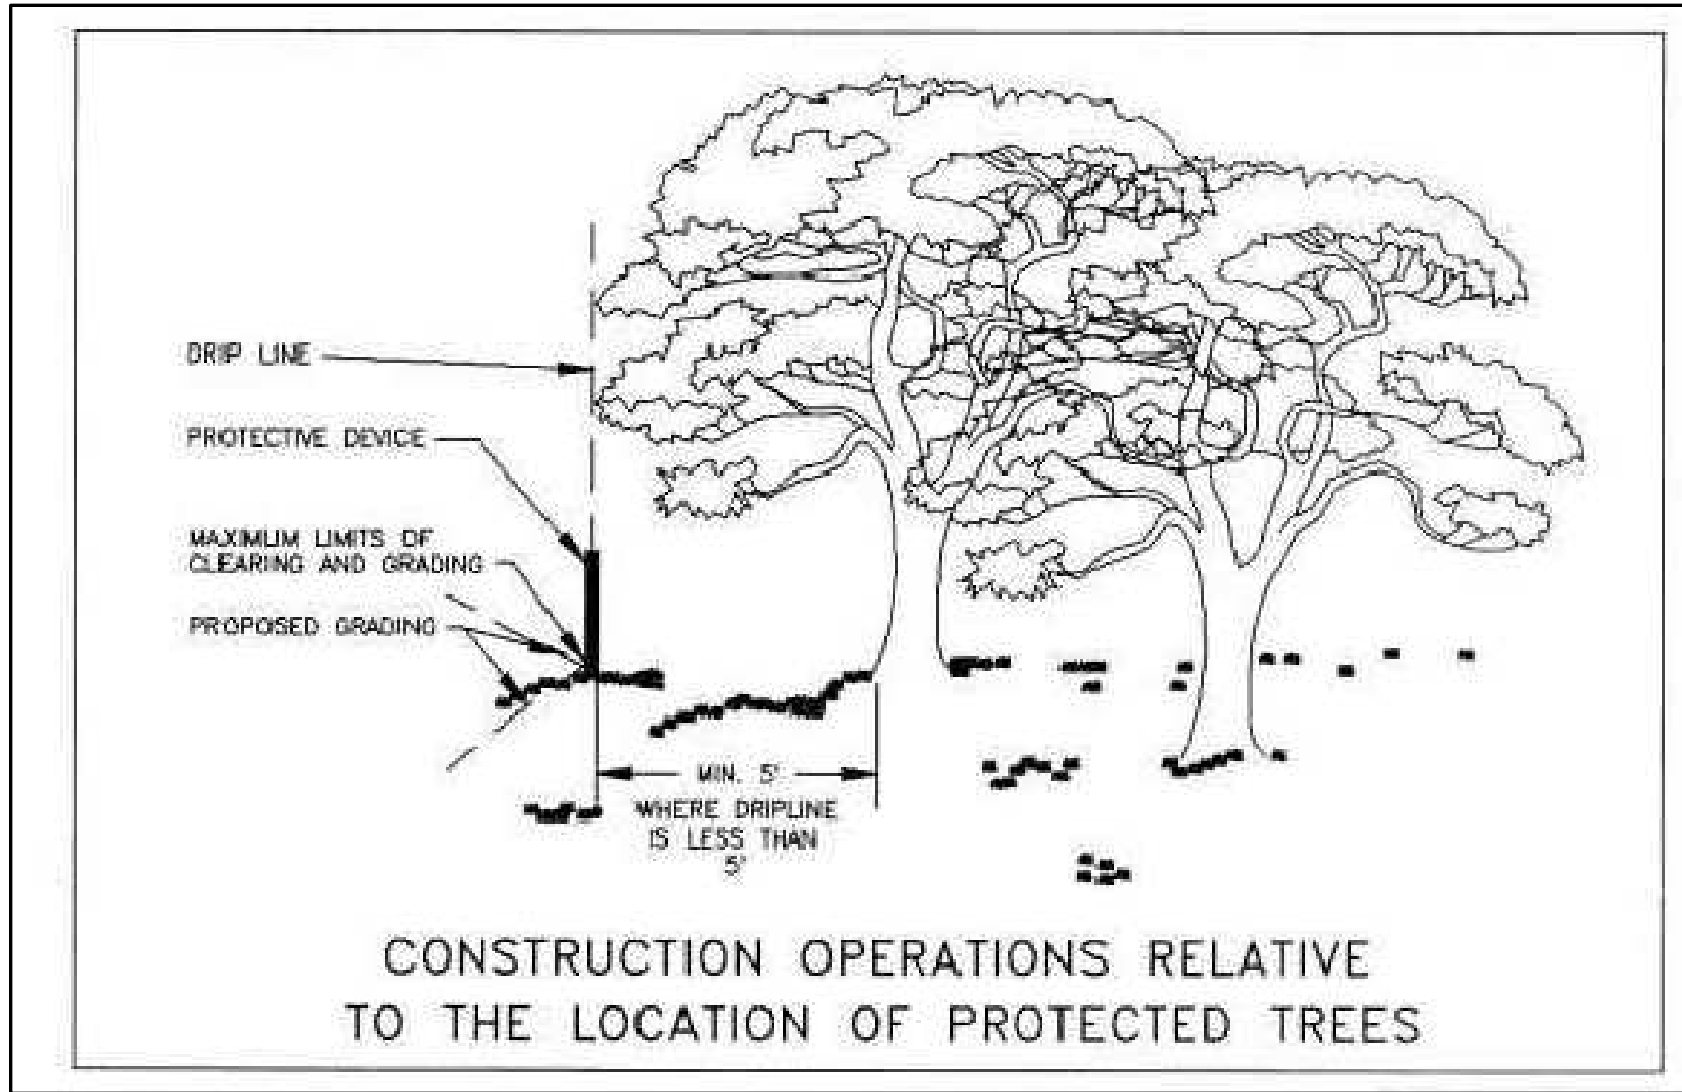 DRIP LINE
PROTECTIVE DEVICE
MAXIMUM LIMITS OF
CLEARING AND GRADING
PROPOSED GRADING
MIN. 5'
WHERE DRIPLINE
IS LESS THAN
5'
CONSTRUCTION OPERATIONS RELATIVE
TO THE LOCATION OF PROTECTED TREES